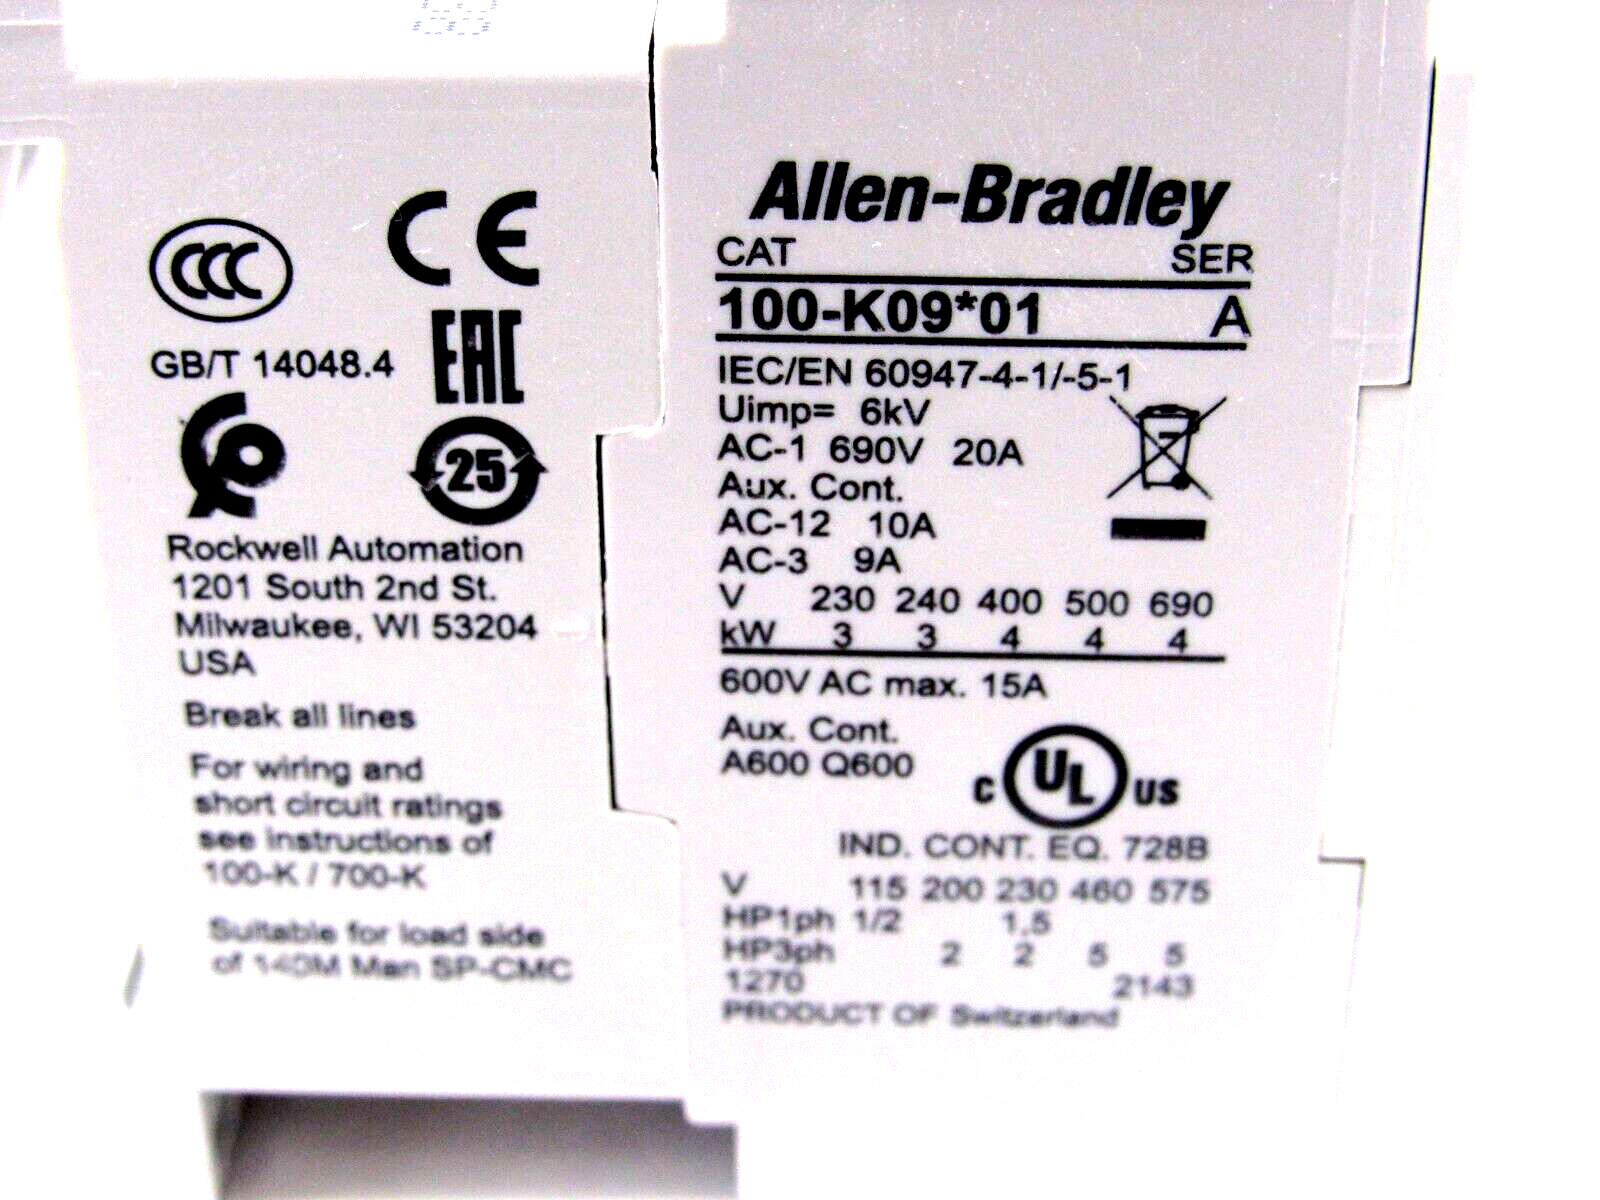 CCC
CE
GB/T 14048.4
EAC
25
Rockwell Automation
1201 South 2nd St.
Milwaukee, WI 53204
USA
Break all lines
For wiring and
short circuit ratings
see instructions of
100-K / 700-K
Suitable for load side
of 140M Man SP-CMC
Allen-Bradley
CAT SER
100-K09*01 A
IEC/EN 60947-4-1/-5-1
Uimp= 6kV
AC-1 690V 20A
Aux. Cont.
AC-12 10A
AC-3 9A
V 230 240 400 500 690
kW 3 3 4 4 4
600V AC max. 15A
Aux. Cont.
A600 Q600
C UL US
IND. CONT. EQ. 728B
V 115 200 230 460 575
HP1ph 1/2 1,5
HP3ph 2 2 5 5
1270 2143
PRODUCT OF Switzerland